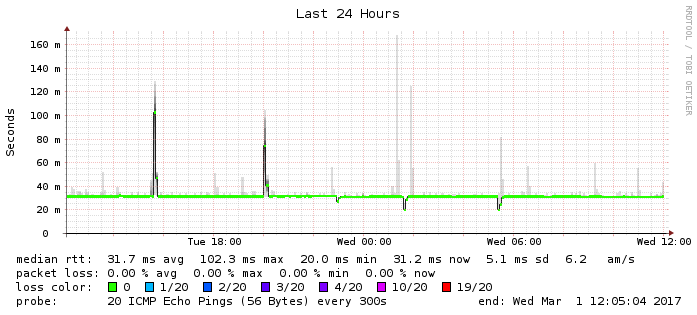 Last 24 Hours
RRDTOOL / TOBI OETIKER
Seconds
160 m
140 m
120 m
100 m
80 m
60 m
40 m
20 m
0
Tue 18:00 Wed 00:00 Wed 06:00 Wed 12:00
median rtt: 31.7 ms avg 102.3 ms max 20.0 ms min 31.2 ms now 5.1 ms sd 6.2 am/s
packet loss: 0.00 % avg 0.00 % max 0.00 % min 0.00 % now
loss color: 0 1/20 2/20 3/20 4/20 10/20 19/20
probe: 20 ICMP Echo Pings (56 Bytes) every 300s end: Wed Mar 1 12:05:04 2017